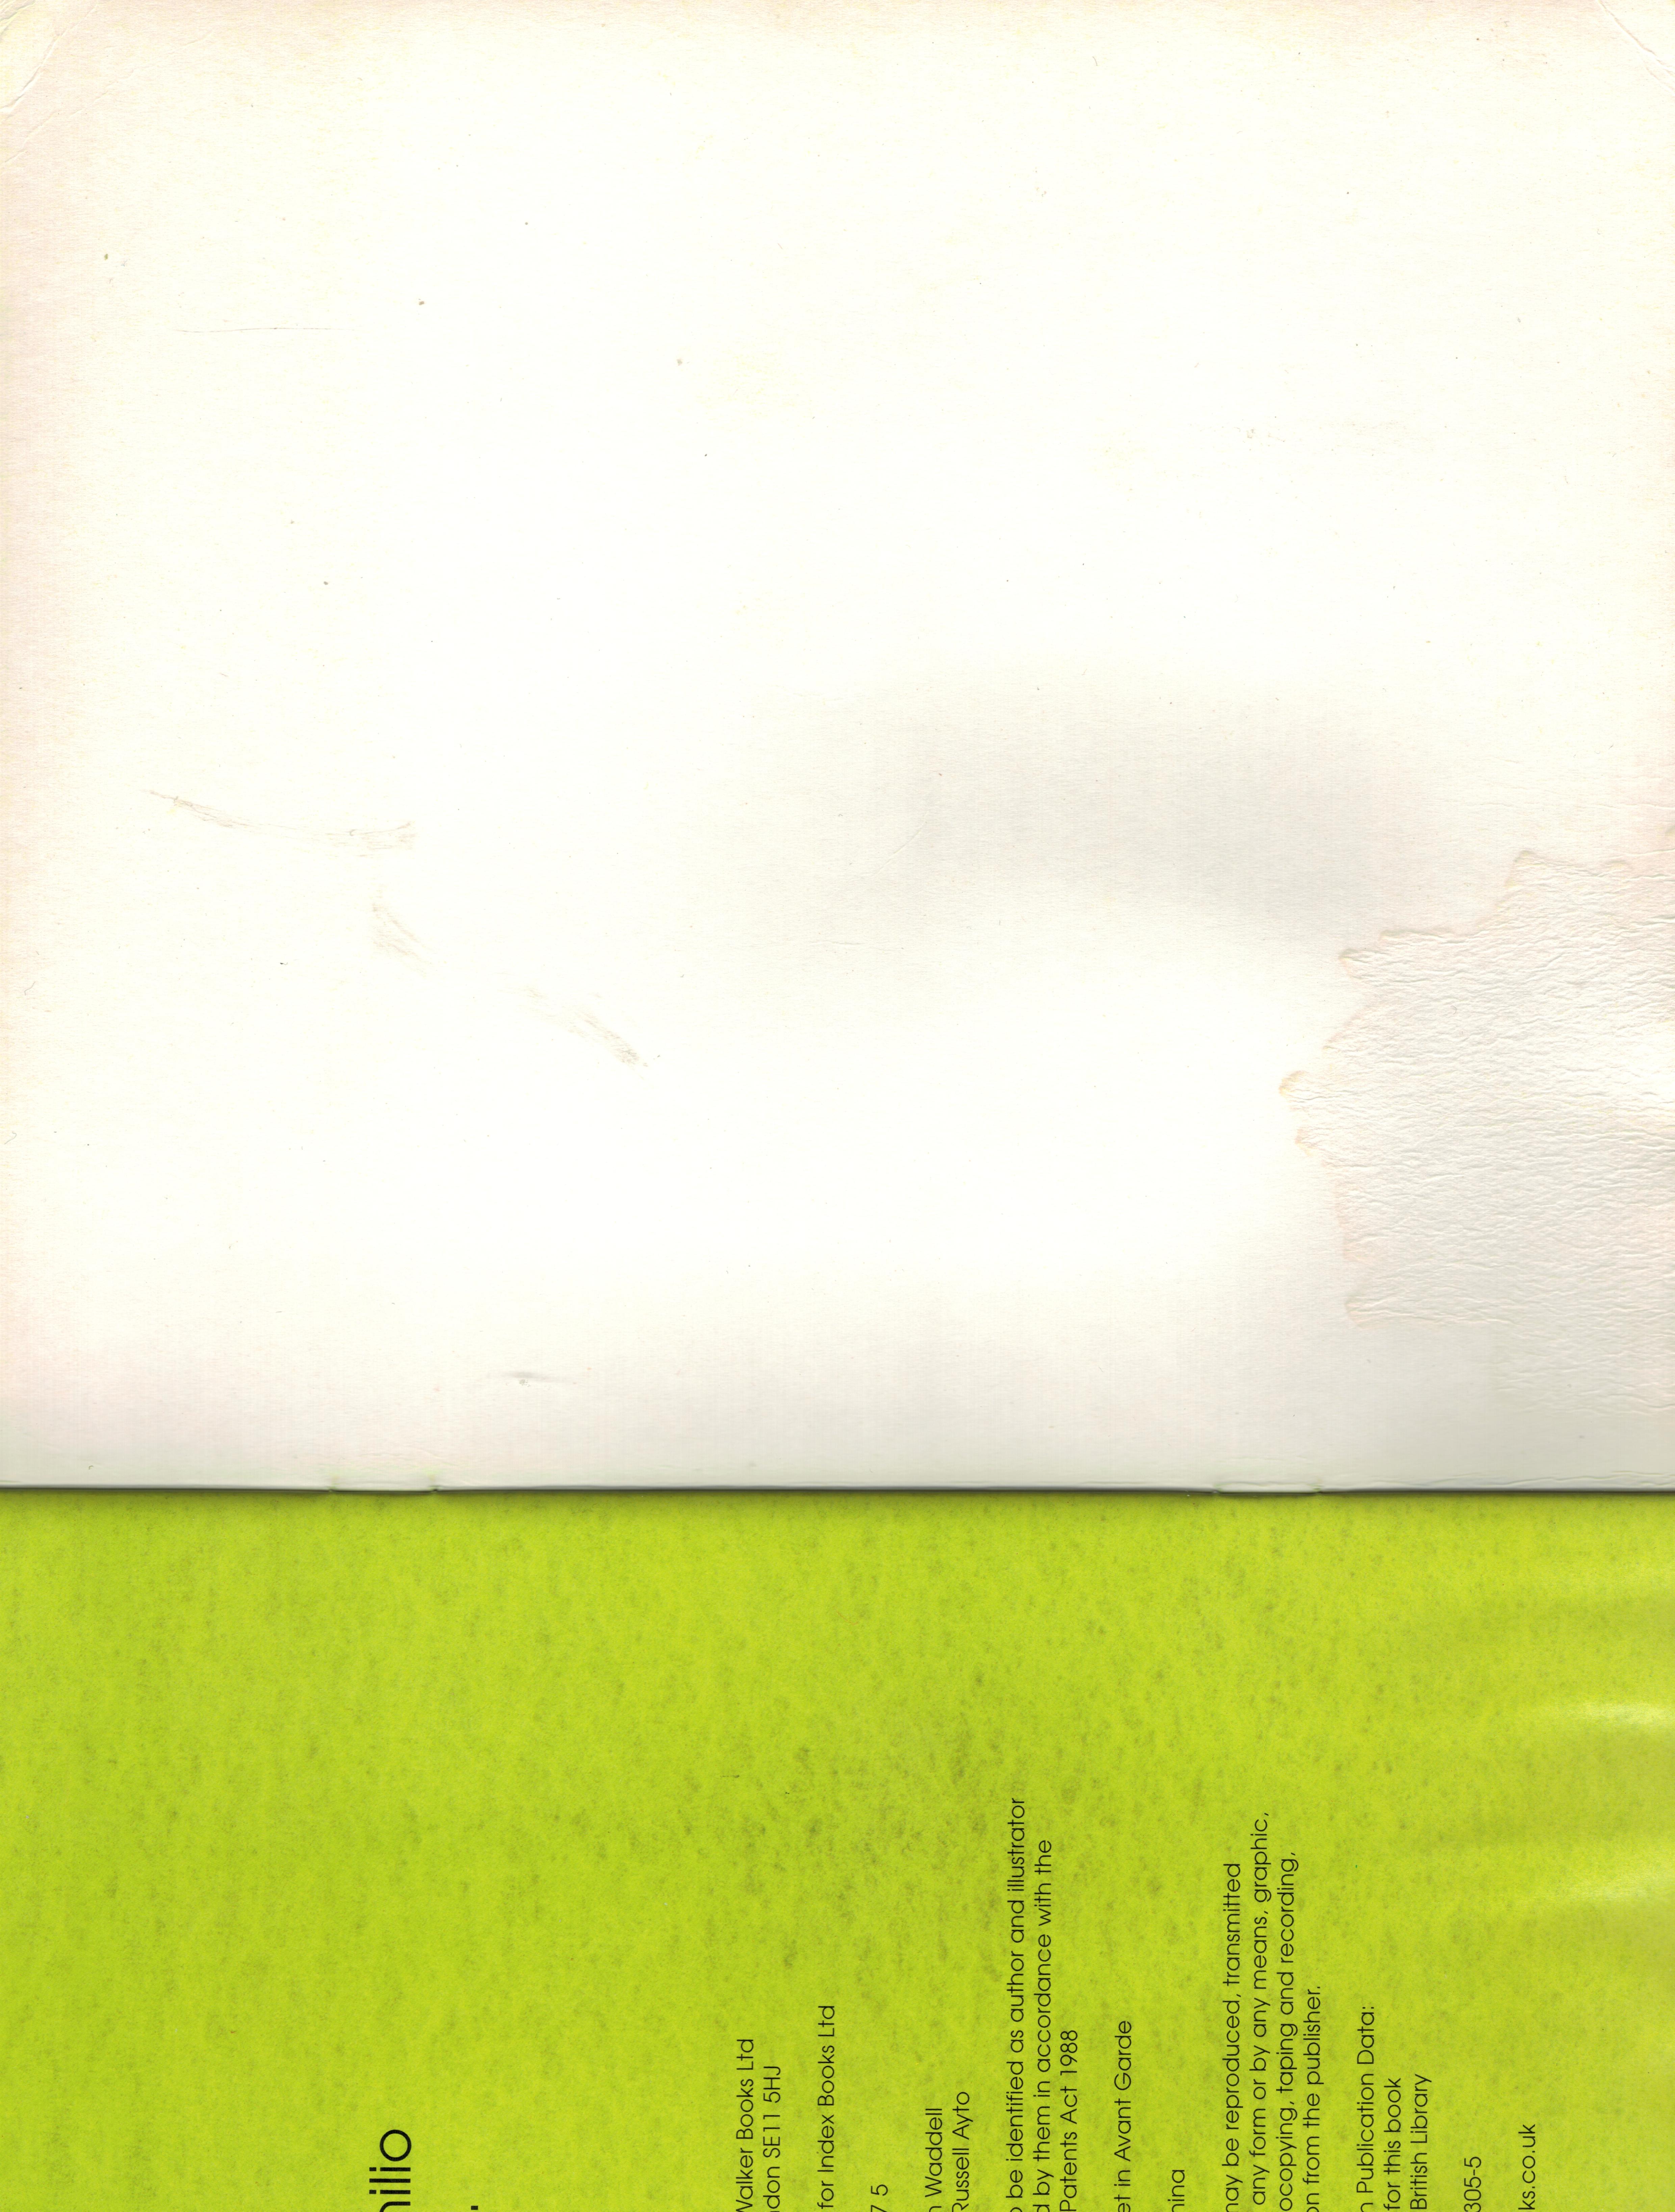 hilio
Walker Books Ltd
don SE11 5HJ
for Index Books Ltd
7 5
n Waddell
Russell Ayto
o be identified as author and illustrator
d by them in accordance with the
Patents Act 1988
et in Avant Garde
hina
may be reproduced, transmitted
any form or by any means, graphic,
ocopying, taping and recording,
on from the publisher.
n Publication Data:
for this book
British Library
305-5
ks.co.uk